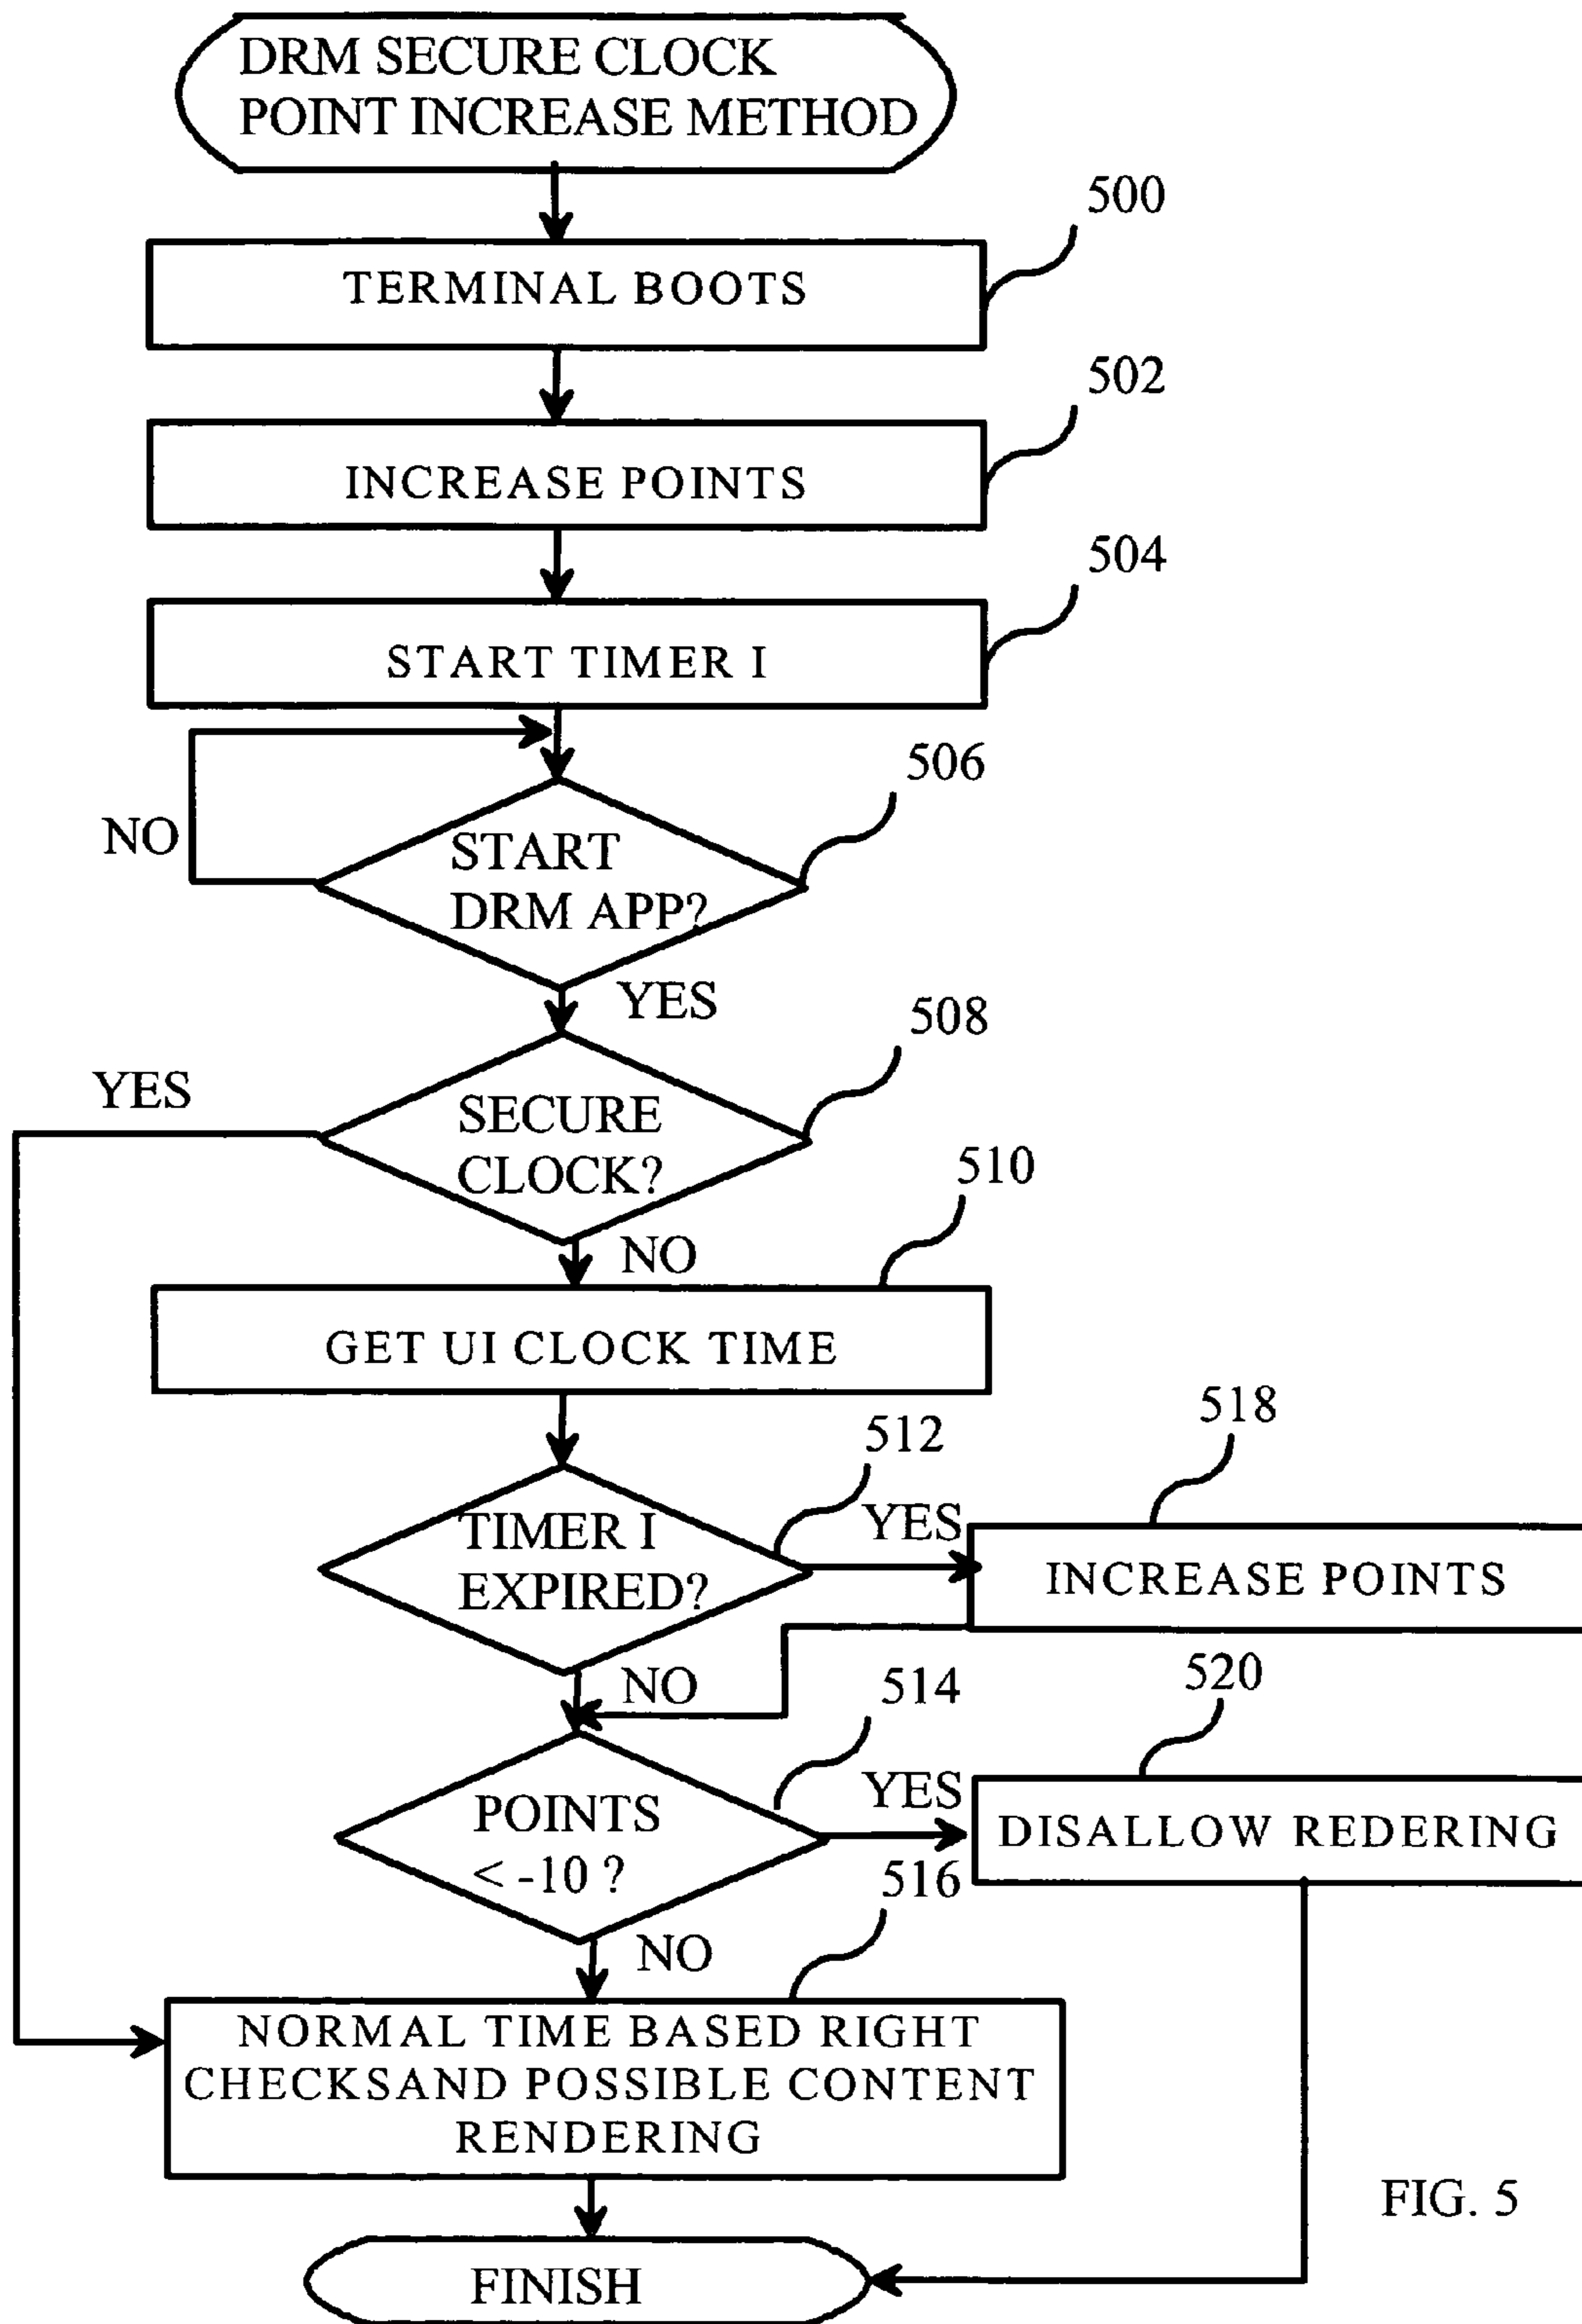 DRM SECURE CLOCK
POINT INCREASE METHOD
500
TERMINAL BOOTS
502
INCREASE POINTS
504
START TIMER I
506
NO
START
DRM APP?
YES
508
YES
SECURE
CLOCK?
510
NO
GET UI CLOCK TIME
518
512
YES
TIMER I
EXPIRED?
INCREASE POINTS
NO
514
520
YES
POINTS
< -10 ?
DISALLOW REDERING
516
NO
NORMAL TIME BASED RIGHT
CHECKSAND POSSIBLE CONTENT
RENDERING
FIG. 5
FINISH